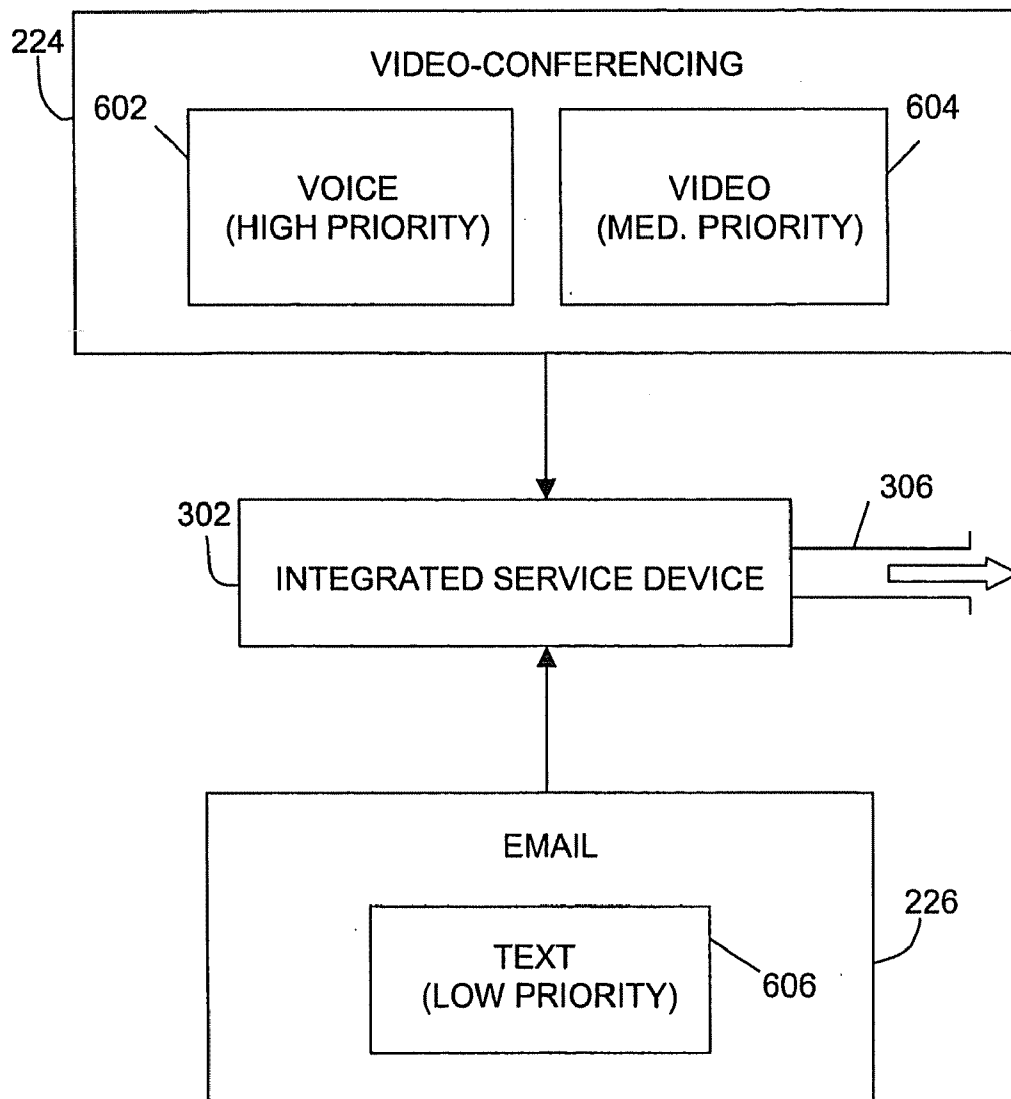 224
VIDEO-CONFERENCING
602
604
VOICE
(HIGH PRIORITY)
VIDEO
(MED. PRIORITY)
306
302
INTEGRATED SERVICE DEVICE
EMAIL
226
TEXT
(LOW PRIORITY)
606